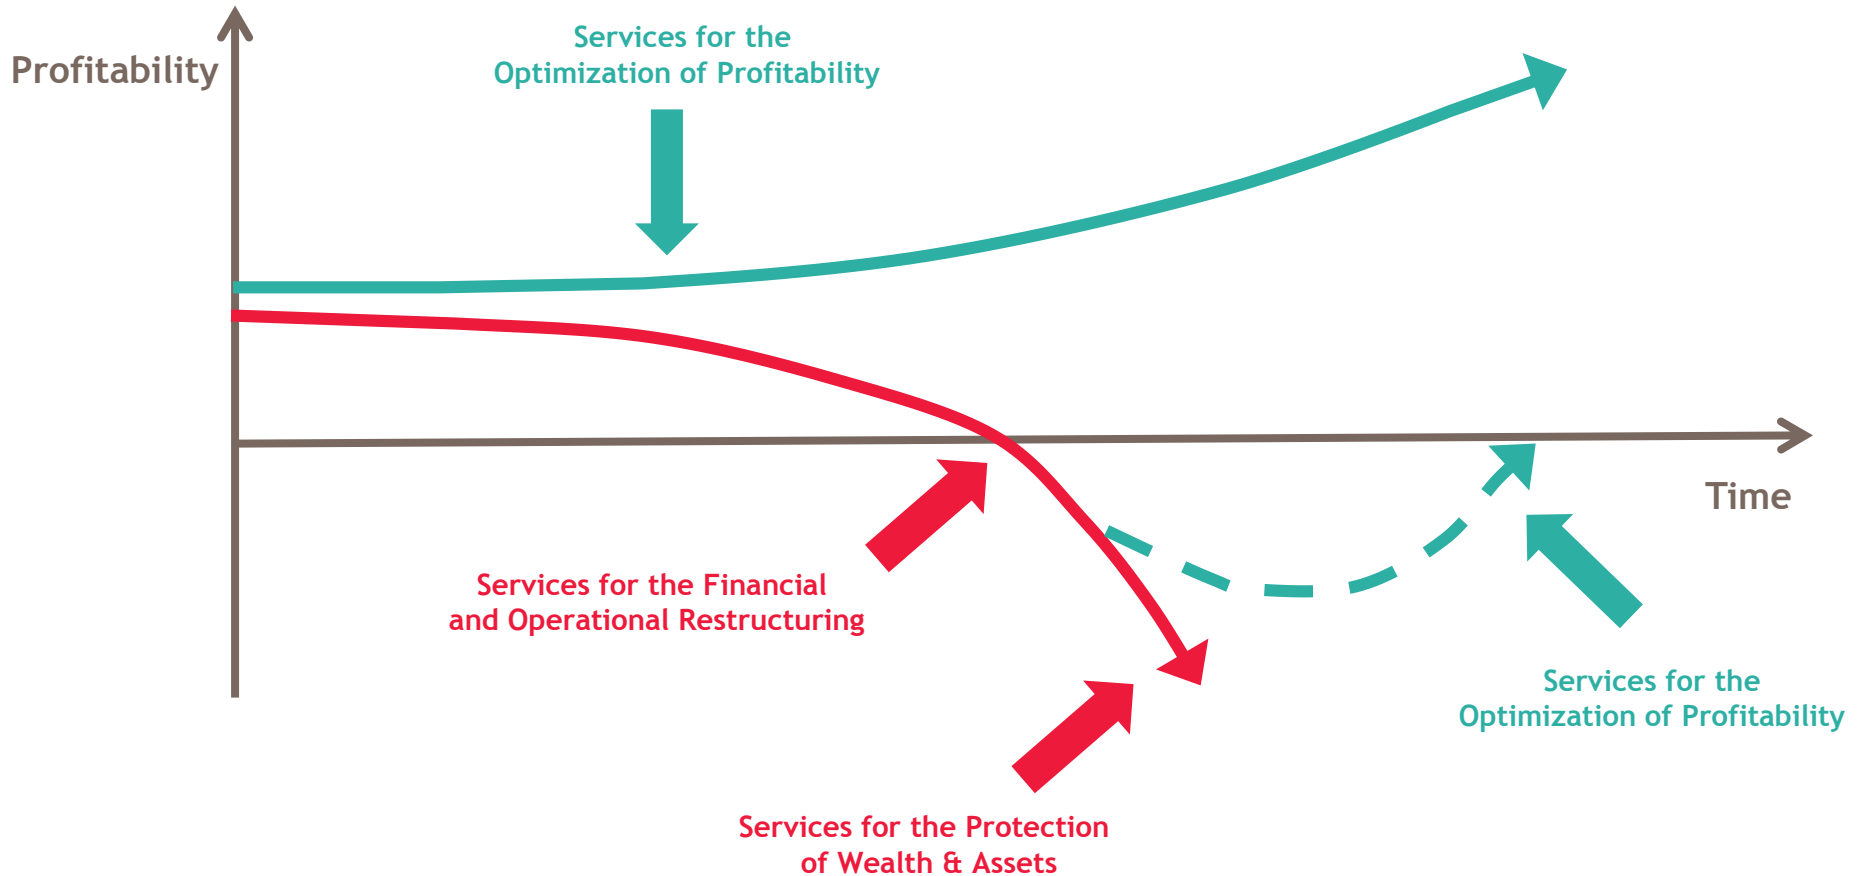 Services for the
Optimization of Profitability
Profitability
Time
Services for the Financial
and Operational Restructuring
Services for the
Optimization of Profitability
Services for the Protection
of Wealth & Assets